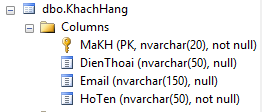 dbo.KhachHang
Columns
MaKH (PK, nvarchar(20), not null)
DienThoai (nvarchar(50), null)
Email (nvarchar(150), null)
HoTen (nvarchar(50), not null)